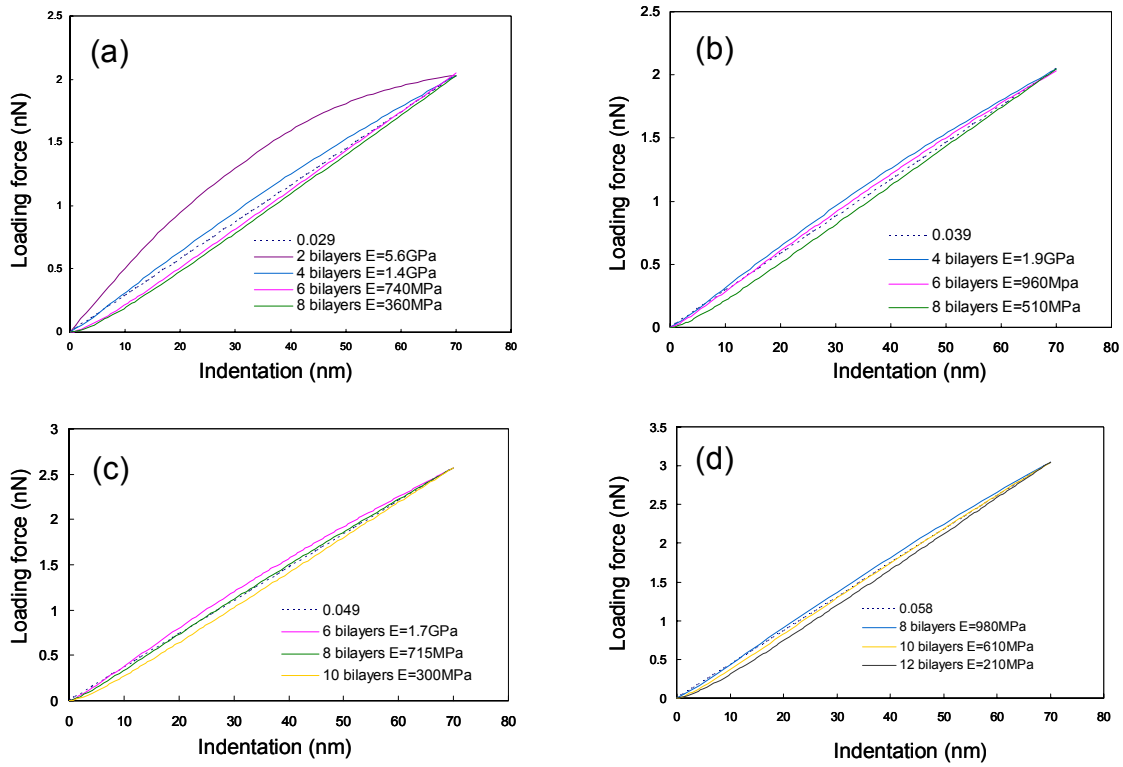 (a)
Loading force (nN)
2.5
2
1.5
1
0.5
0
0.029
2 bilayers E=5.6GPa
4 bilayers E=1.4GPa
6 bilayers E=740MPa
8 bilayers E=360MPa
0 10 20 30 40 50 60 70 80
Indentation (nm)
(b)
Loading force (nN)
2.5
2
1.5
1
0.5
0
0.039
4 bilayers E=1.9GPa
6 bilayers E=960Mpa
8 bilayers E=510MPa
0 10 20 30 40 50 60 70 80
Indentation (nm)
(c)
Loading force (nN)
3
2.5
2
1.5
1
0.5
0
0.049
6 bilayers E=1.7GPa
8 bilayers E=715MPa
10 bilayers E=300MPa
0 10 20 30 40 50 60 70 80
Indentation (nm)
(d)
Loading force (nN)
3.5
3
2.5
2
1.5
1
0.5
0
0.058
8 bilayers E=980MPa
10 bilayers E=610MPa
12 bilayers E=210MPa
0 10 20 30 40 50 60 70 80
Indentation (nm)